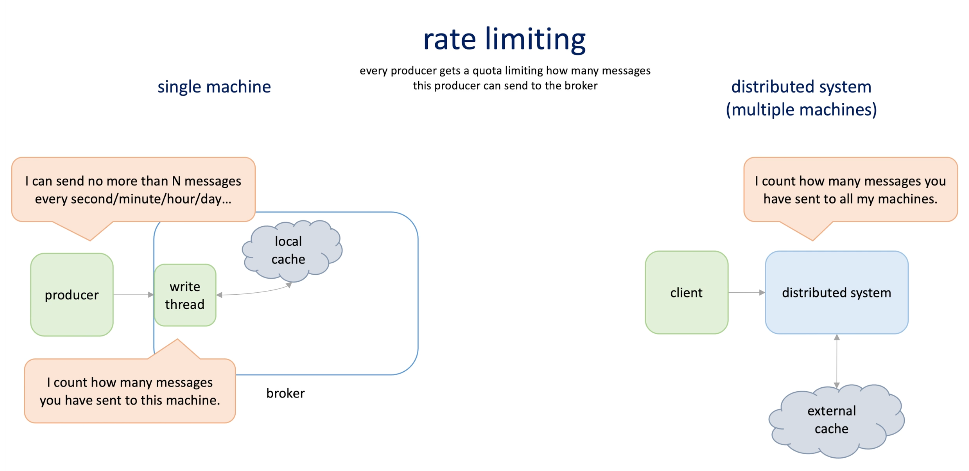 rate limiting
every producer gets a quota limiting how many messages
this producer can send to the broker
single machine
I can send no more than N messages
every second/minute/hour/day...
local
cache
producer
write
thread
I count how many messages
you have sent to this machine.
broker
distributed system
(multiple machines)
I count how many messages you
have sent to all my machines.
client
distributed system
external
cache